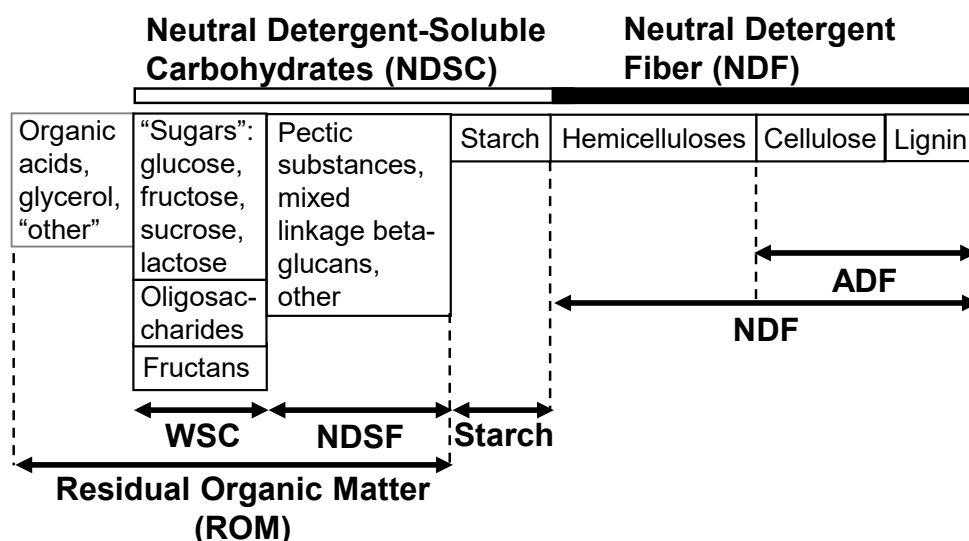 Neutral Detergent-Soluble
Carbohydrates (NDSC)
Neutral Detergent
Fiber (NDF)
Organic
acids,
glycerol,
“other”
“Sugars”:
glucose,
fructose,
sucrose,
lactose
Oligosac-
charides
Fructans
Pectic
substances,
mixed
linkage beta-
glucans,
other
Starch
Hemicelluloses
Cellulose
Lignin
ADF
NDF
WSC
NDSF
Starch
Residual Organic Matter
(ROM)